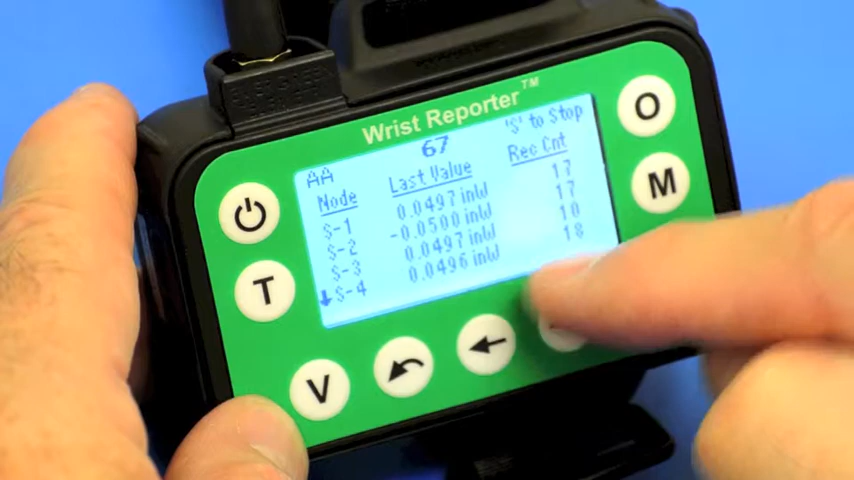 Wrist Reporter™
AA 67 'S' to Stop
Node Last Value Rec Cnt
S-1 0.0497 inW 17
S-2 -0.0500 inW 17
S-3 0.0497 inW 18
S-4 0.0496 inW 18
O
M
T
V